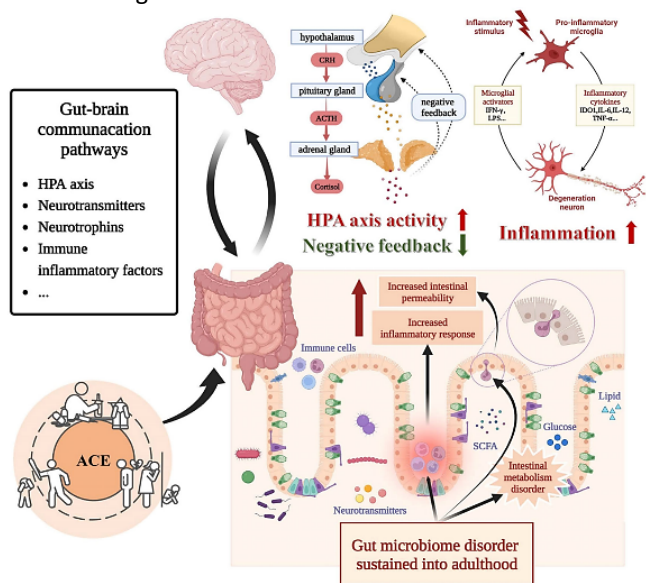 Gut-brain
communacation
pathways
HPA axis
Neurotransmitters
Neurotrophins
Immune
inflammatory factors
...
hypothalamus
CRH
pituitary gland
ACTH
adrenal gland
Cortisol
negative
feedback
HPA axis activity
Negative feedback
Inflammatory
stimulus
Pro-inflammatory
microglia
Microglial
activators
IFN-γ,
LPS...
Inflammatory
cytokines
IDO1,IL-6,IL-12,
TNF-α...
Degeneration
neuron
Inflammation
Increased intestinal
permeability
Increased
inflammatory response
Immune cells
SCFA
Glucose
Lipid
Intestinal
metabolism
disorder
Neurotransmitters
ACE
Gut microbiome disorder
sustained into adulthood